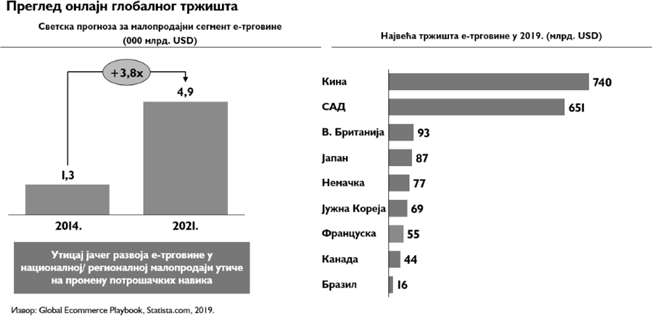 Преглед онлајн глобалног тржишта
Светска прогноза за малопродајни сегмент е-трговине
(000 млрд. USD)
+3,8x
4,9
1,3
2014.
2021.
Утицај јачег развоја е-трговине у
националној/ регионалној малопродаји утиче
на промену потрошачких навика
Највећа тржишта е-трговине у 2019. (млрд. USD)
Кина 740
САД 651
В. Британија 93
Јапан 87
Немачка 77
Јужна Кореја 69
Француска 55
Канада 44
Бразил 16
Извор: Global Ecommerce Playbook, Statista.com, 2019.